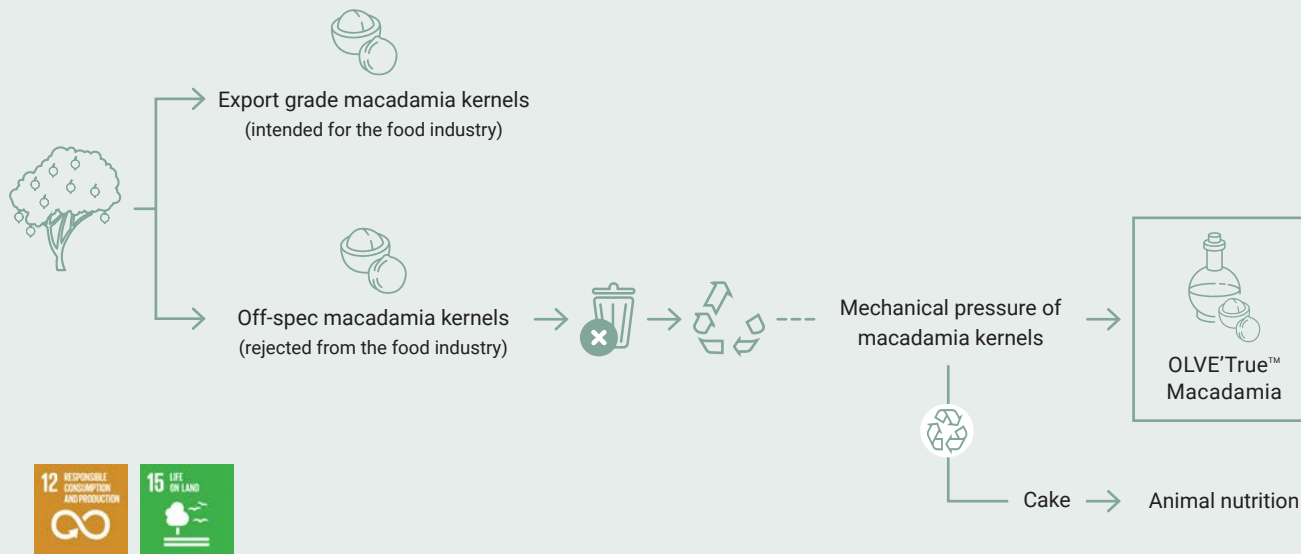 Export grade macadamia kernels
(intended for the food industry)
Off-spec macadamia kernels
(rejected from the food industry)
Mechanical pressure of
macadamia kernels
OLVE'True™
Macadamia
Cake
Animal nutrition
12 RESPONSIBLE
CONSUMPTION
AND PRODUCTION
15 LIFE
ON LAND